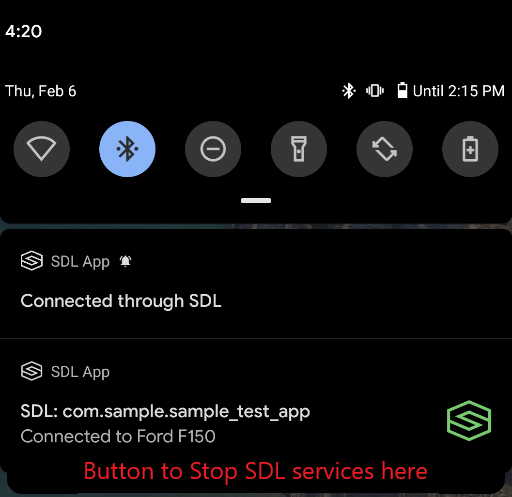 4:20
Thu, Feb 6
Until 2:15 PM
SDL App
Connected through SDL
SDL App
SDL: com.sample.sample_test_app
Connected to Ford F150
Button to Stop SDL services here